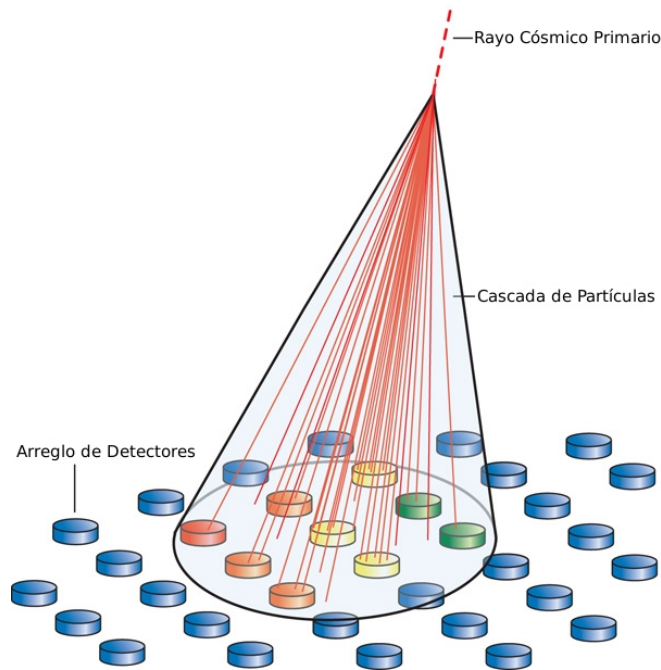 Rayo Cósmico Primario
Cascada de Partículas
Arreglo de Detectores